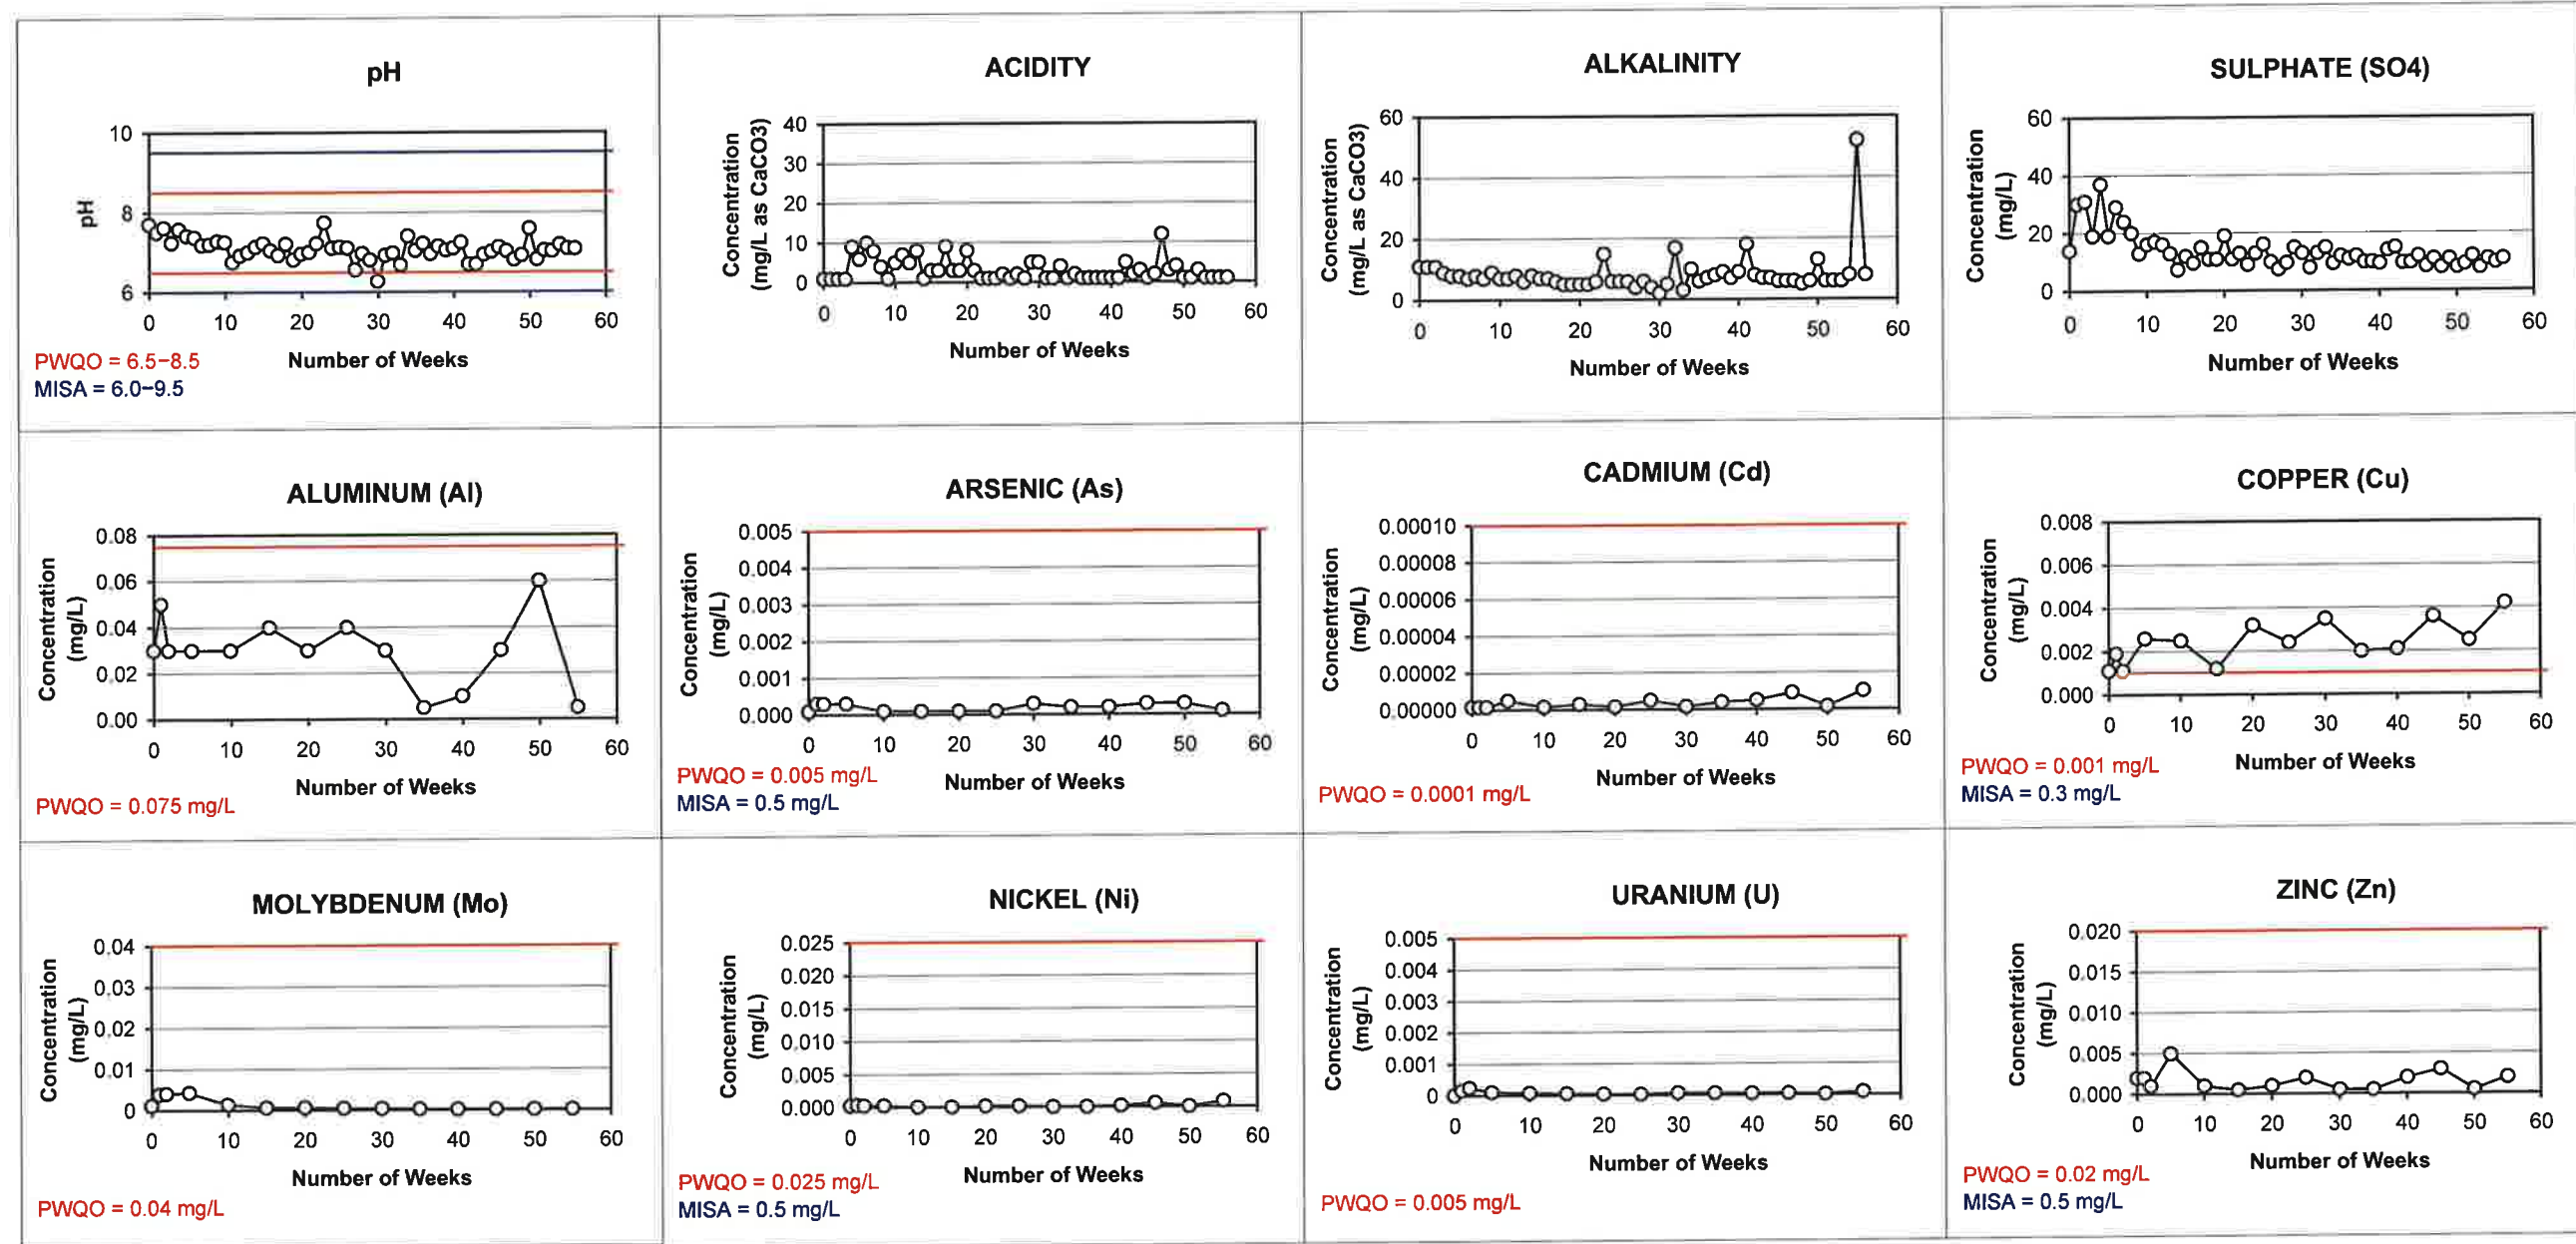 pH
pH
10
8
6
0 10 20 30 40 50 60
Number of Weeks
PWQO = 6.5–8.5
MISA = 6.0–9.5
ACIDITY
Concentration
(mg/L as CaCO3)
40
30
20
10
0
0 10 20 30 40 50 60
Number of Weeks
ALKALINITY
Concentration
(mg/L as CaCO3)
60
40
20
0
0 10 20 30 40 50 60
Number of Weeks
SULPHATE (SO4)
Concentration
(mg/L)
60
40
20
0
0 10 20 30 40 50 60
Number of Weeks
ALUMINUM (Al)
Concentration
(mg/L)
0.08
0.06
0.04
0.02
0.00
0 10 20 30 40 50 60
Number of Weeks
PWQO = 0.075 mg/L
ARSENIC (As)
Concentration
(mg/L)
0.005
0.004
0.003
0.002
0.001
0.000
0 10 20 30 40 50 60
Number of Weeks
PWQO = 0.005 mg/L
MISA = 0.5 mg/L
CADMIUM (Cd)
Concentration
(mg/L)
0.00010
0.00008
0.00006
0.00004
0.00002
0.00000
0 10 20 30 40 50 60
Number of Weeks
PWQO = 0.0001 mg/L
COPPER (Cu)
Concentration
(mg/L)
0.008
0.006
0.004
0.002
0.000
0 10 20 30 40 50 60
Number of Weeks
PWQO = 0.001 mg/L
MISA = 0.3 mg/L
MOLYBDENUM (Mo)
Concentration
(mg/L)
0.04
0.03
0.02
0.01
0
0 10 20 30 40 50 60
Number of Weeks
PWQO = 0.04 mg/L
NICKEL (Ni)
Concentration
(mg/L)
0.025
0.020
0.015
0.010
0.005
0.000
0 10 20 30 40 50 60
Number of Weeks
PWQO = 0.025 mg/L
MISA = 0.5 mg/L
URANIUM (U)
Concentration
(mg/L)
0.005
0.004
0.003
0.002
0.001
0
0 10 20 30 40 50 60
Number of Weeks
PWQO = 0.005 mg/L
ZINC (Zn)
Concentration
(mg/L)
0.020
0.015
0.010
0.005
0.000
0 10 20 30 40 50 60
Number of Weeks
PWQO = 0.02 mg/L
MISA = 0.5 mg/L